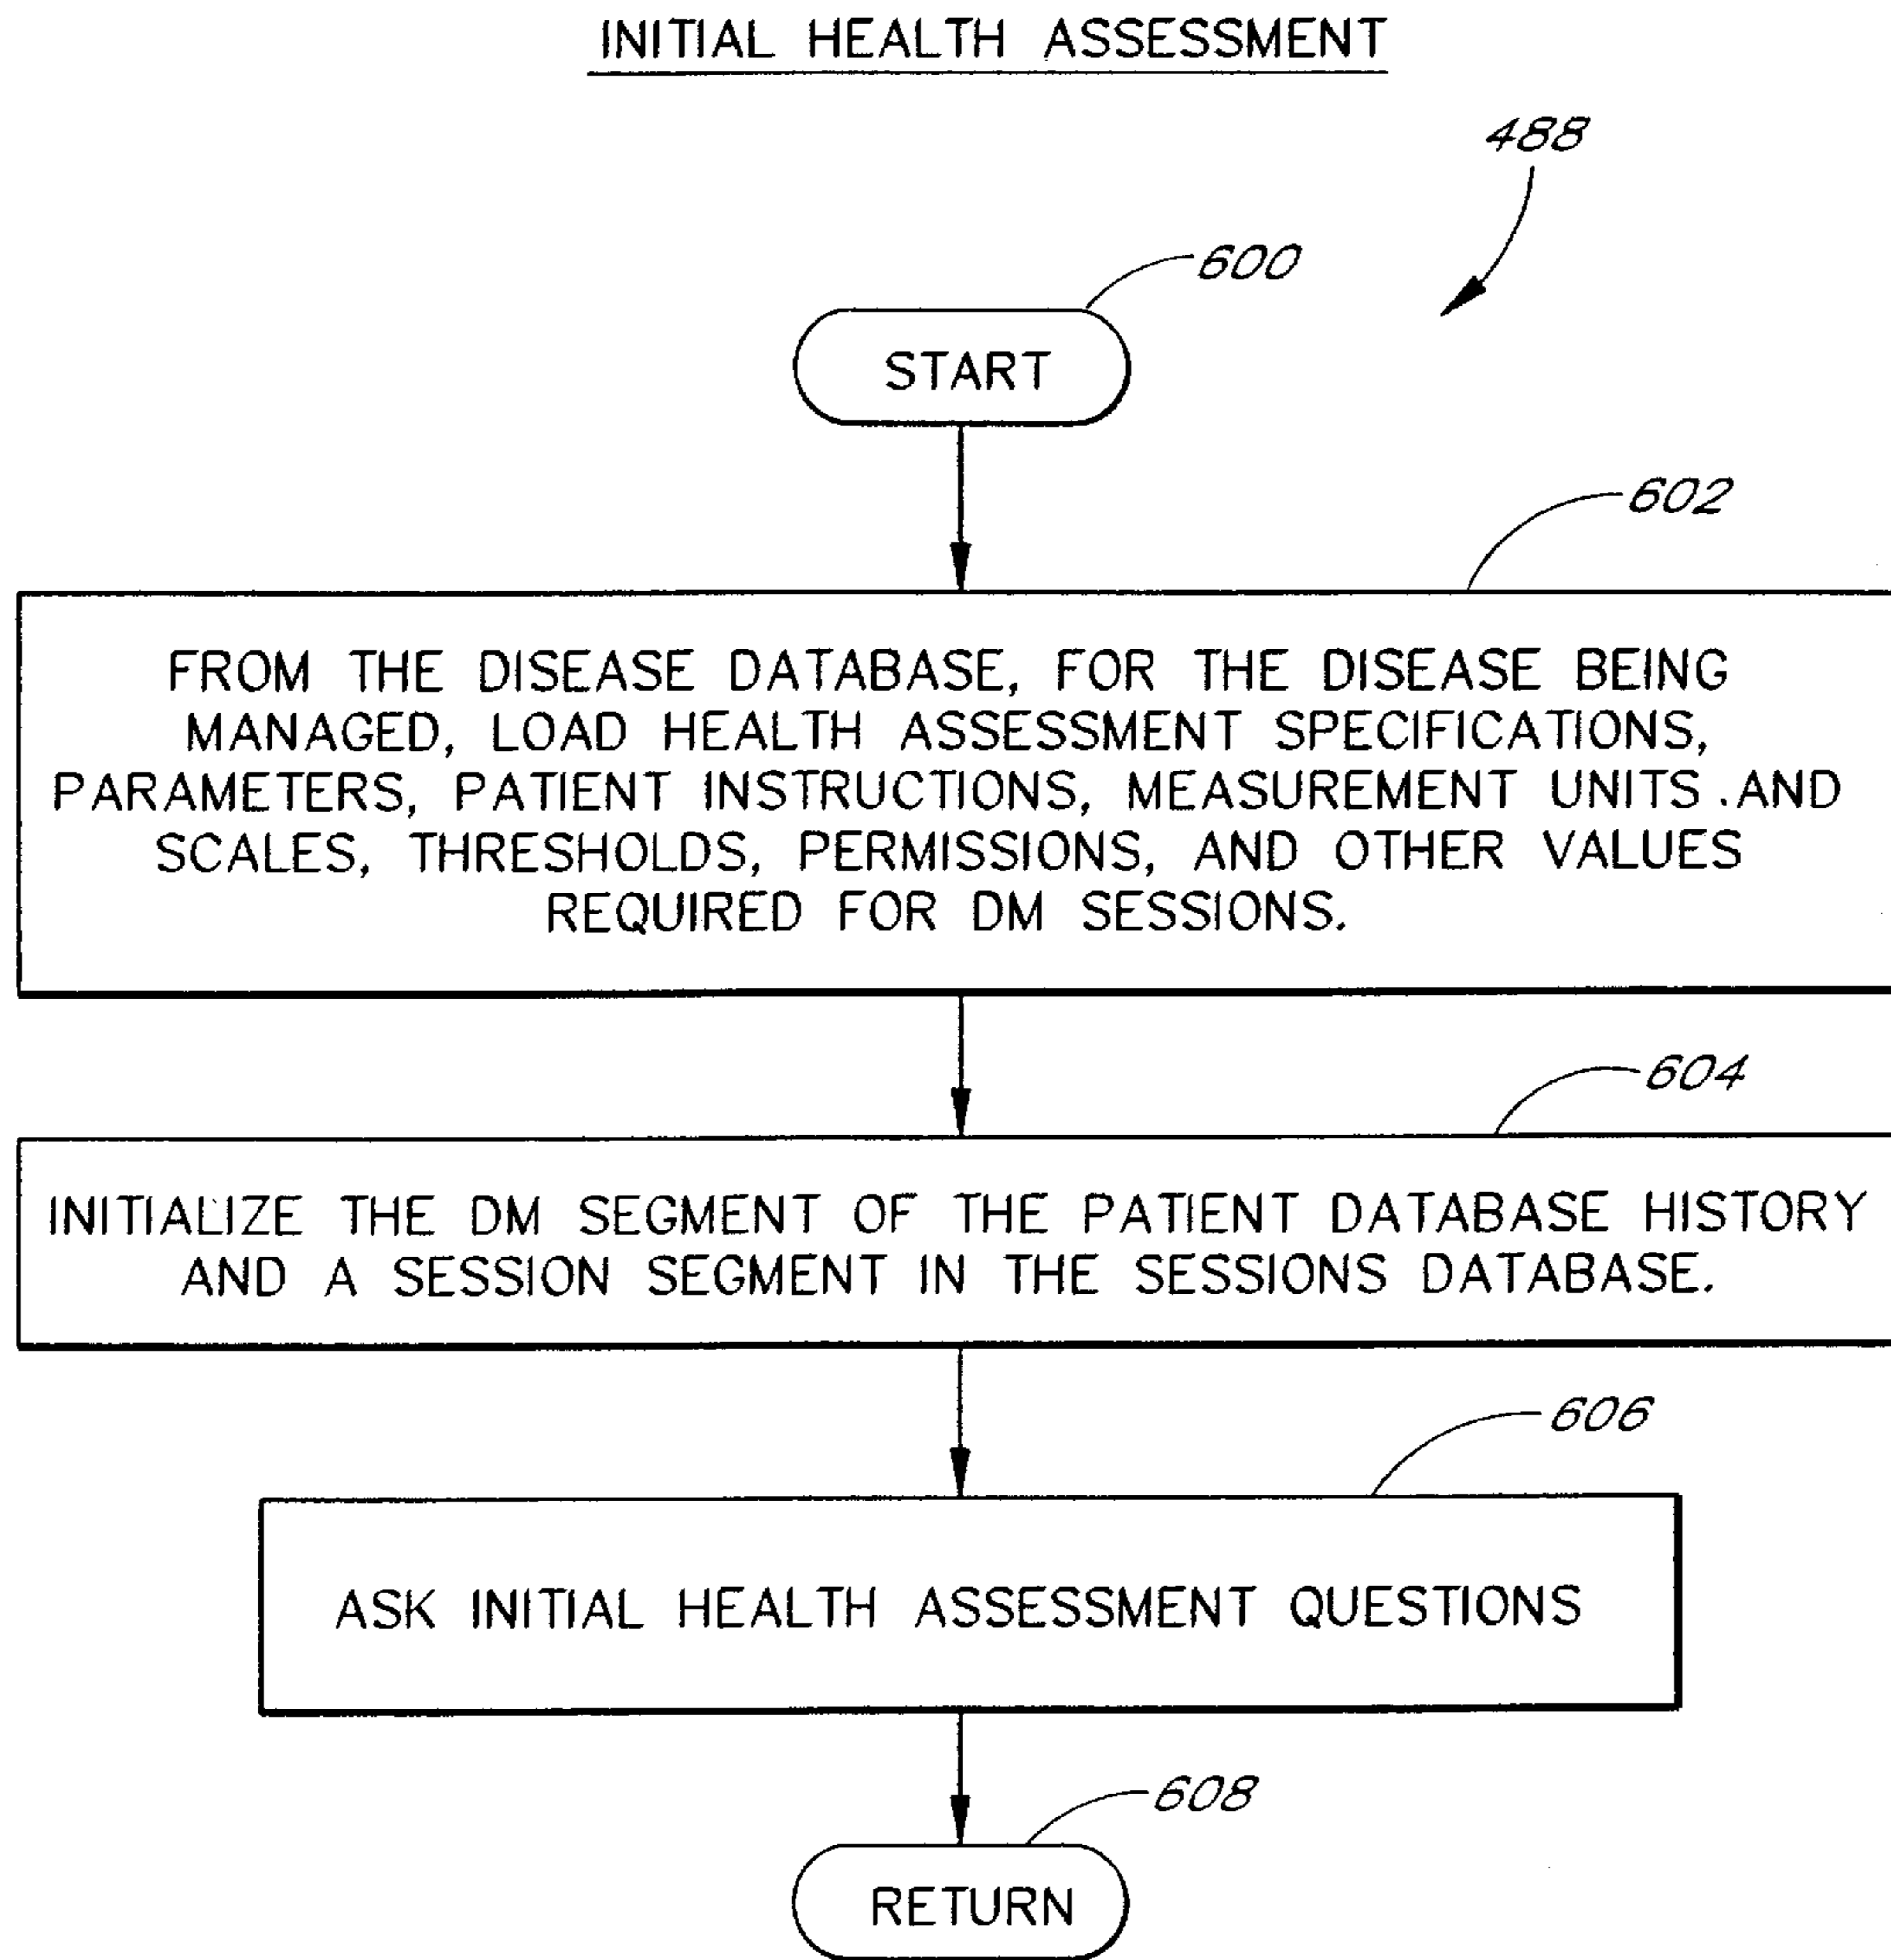 INITIAL HEALTH ASSESSMENT
488
600
START
602
FROM THE DISEASE DATABASE, FOR THE DISEASE BEING
MANAGED, LOAD HEALTH ASSESSMENT SPECIFICATIONS,
PARAMETERS, PATIENT INSTRUCTIONS, MEASUREMENT UNITS AND
SCALES, THRESHOLDS, PERMISSIONS, AND OTHER VALUES
REQUIRED FOR DM SESSIONS.
604
INITIALIZE THE DM SEGMENT OF THE PATIENT DATABASE HISTORY
AND A SESSION SEGMENT IN THE SESSIONS DATABASE.
606
ASK INITIAL HEALTH ASSESSMENT QUESTIONS
608
RETURN